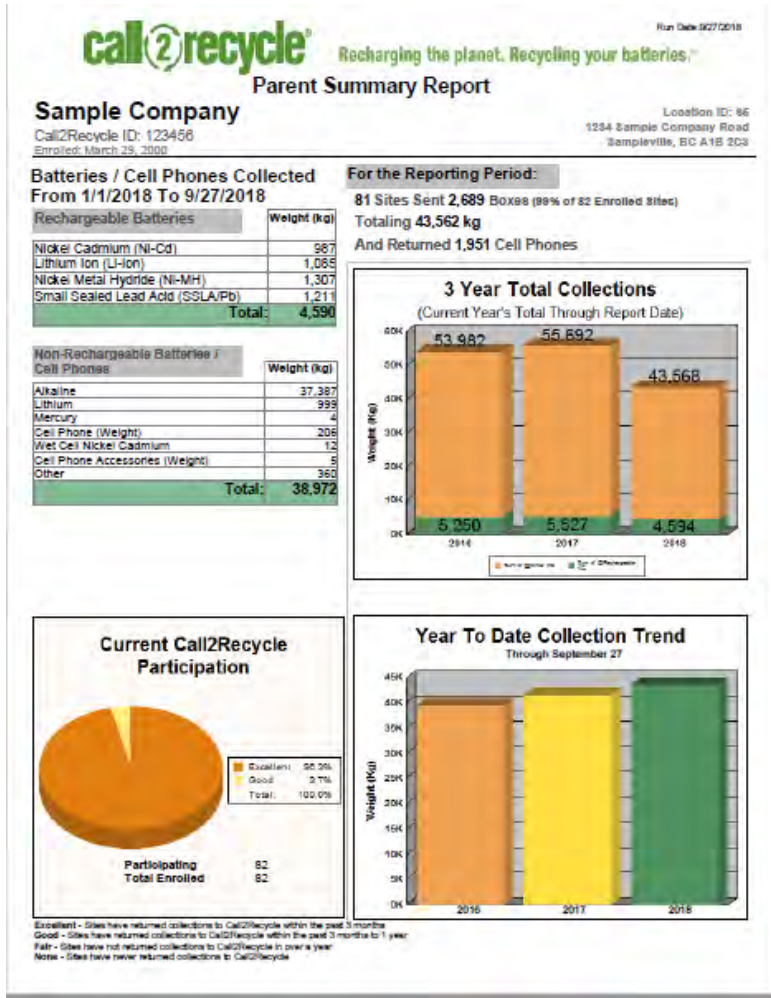 Run Date 9/27/2018
call2recycle®
Recharging the planet. Recycling your batteries.™
Parent Summary Report
Sample Company
Call2Recycle ID: 123456
Enrolled: March 29, 2000
Location ID: 66
1234 Sample Company Road
Sampleville, BC A1B 2C3
Batteries / Cell Phones Collected
From 1/1/2018 To 9/27/2018
Rechargeable Batteries Weight (kg)
Nickel Cadmium (Ni-Cd) 987
Lithium Ion (Li-Ion) 1,085
Nickel Metal Hydride (Ni-MH) 1,307
Small Sealed Lead Acid (SSLA/Pb) 1,211
Total: 4,590
Non-Rechargeable Batteries /
Cell Phones Weight (kg)
Alkaline 37,387
Lithium 999
Mercury 4
Cell Phone (Weight) 206
Wet Cell Nickel Cadmium 12
Cell Phone Accessories (Weight) 5
Other 360
Total: 38,972
For the Reporting Period:
81 Sites Sent 2,689 Boxes (99% of 82 Enrolled Sites)
Totaling 43,562 kg
And Returned 1,951 Cell Phones
3 Year Total Collections
(Current Year's Total Through Report Date)
Weight (Kg)
60K
50K
40K
30K
20K
10K
0K
53,982 55,892 43,568
5,250 5,527 4,594
2016 2017 2018
Current Call2Recycle
Participation
Excellent 96.3%
Good 3.7%
Total: 100.0%
Participating 82
Total Enrolled 82
Year To Date Collection Trend
Through September 27
Weight (Kg)
45K
40K
35K
30K
25K
20K
15K
10K
5K
0K
2016 2017 2018
Excellent - Sites have returned collections to Call2Recycle within the past 3 months
Good - Sites have returned collections to Call2Recycle within the past 3 months to 1 year
Fair - Sites have not returned collections to Call2Recycle in over a year
None - Sites have never returned collections to Call2Recycle